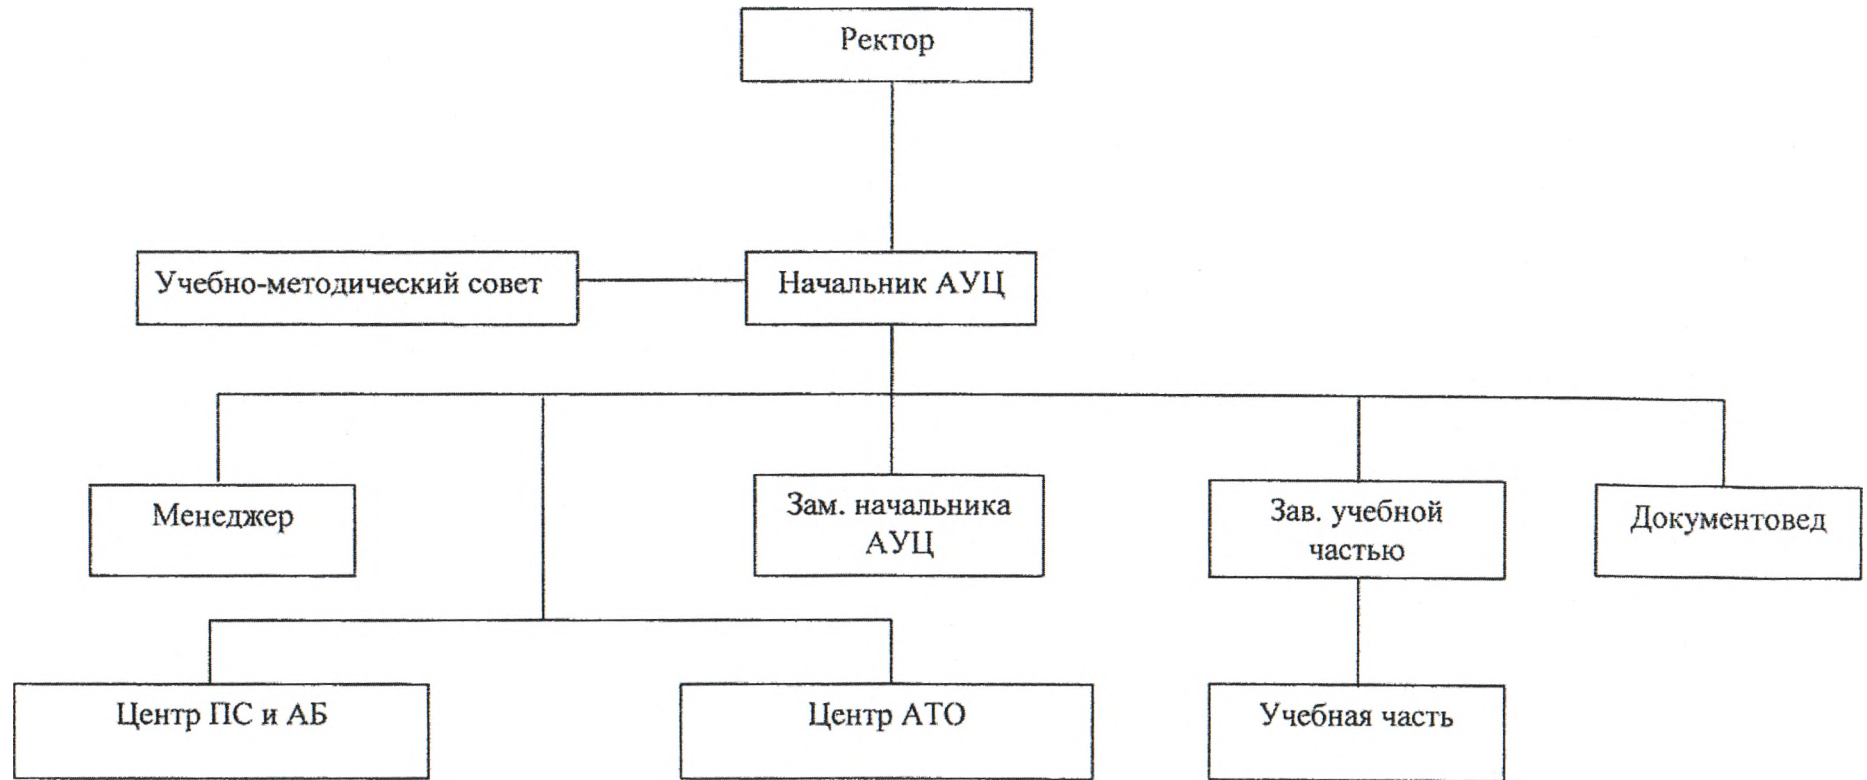 Ректор
Учебно-методический совет
Начальник АУЦ
Менеджер
Зам. начальника
АУЦ
Зав. учебной
частью
Документовед
Центр ПС и АБ
Центр АТО
Учебная часть